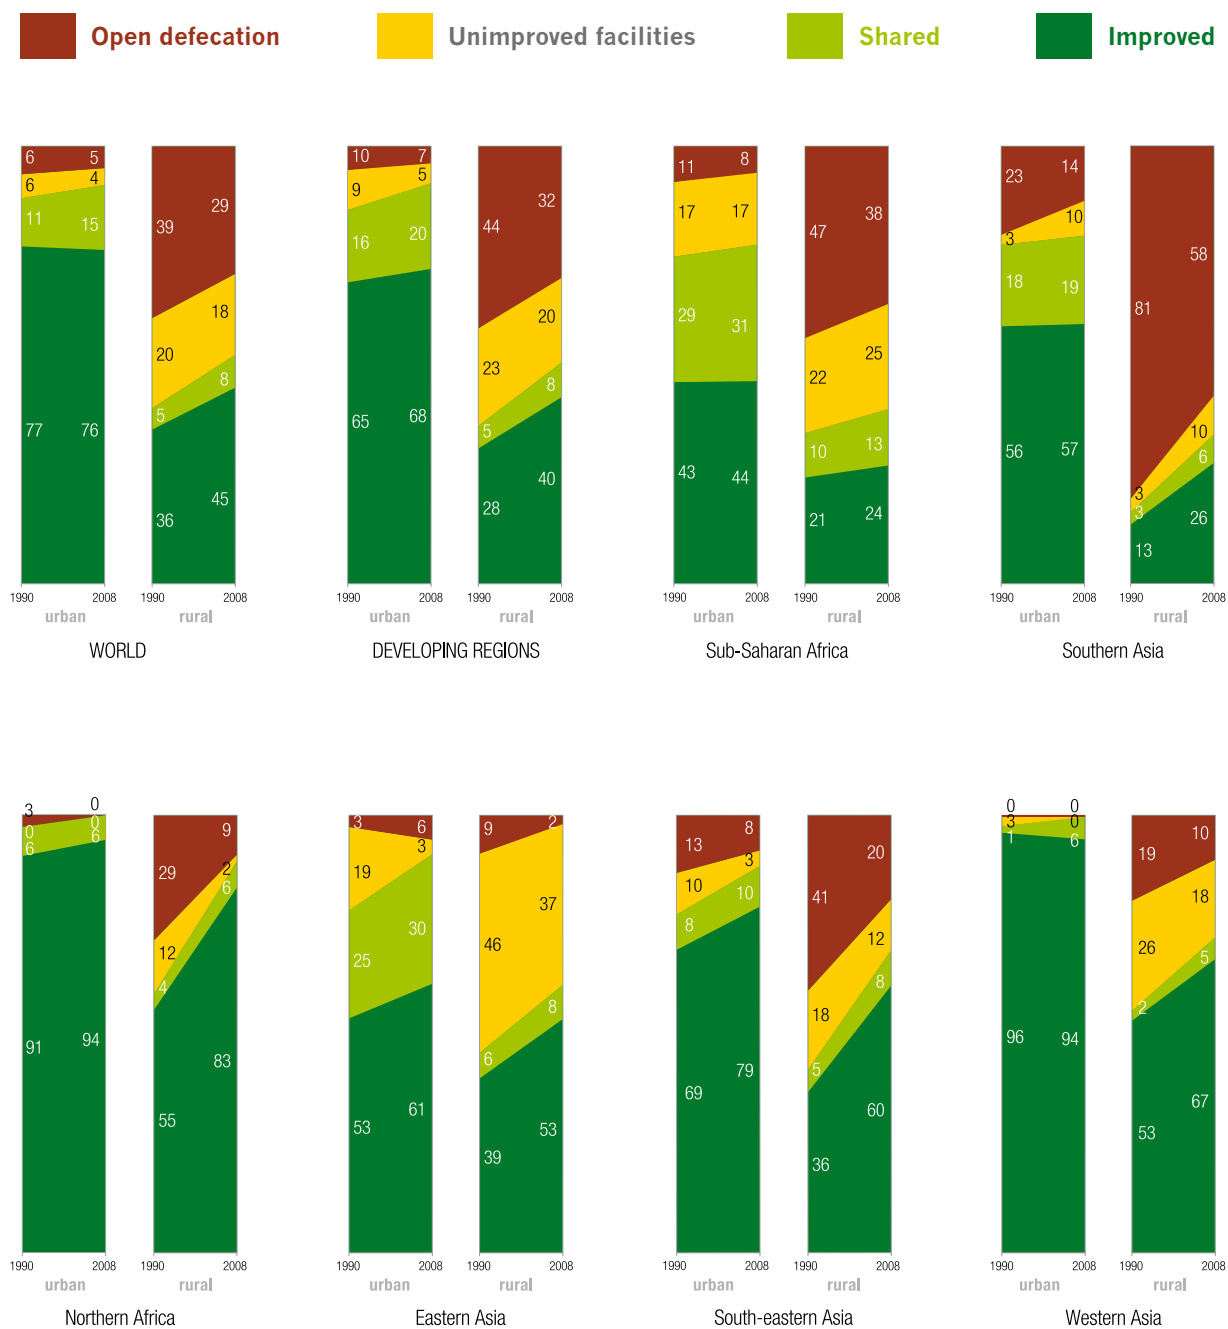 Open defecation Unimproved facilities Shared Improved
6 5
6 4
11 15
77 76
39 29
20 18
5 8
36 45
1990 2008 1990 2008
urban rural
WORLD
10 7
9 5
16 20
65 68
44 32
23 20
5 8
28 40
1990 2008 1990 2008
urban rural
DEVELOPING REGIONS
11 8
17 17
29 31
43 44
47 38
22 25
10 13
21 24
1990 2008 1990 2008
urban rural
Sub-Saharan Africa
23 14
3 10
18 19
56 57
81 58
3 10
3 6
13 26
1990 2008 1990 2008
urban rural
Southern Asia
3 0
0 0
6 6
91 94
29 9
12 2
4 6
55 83
1990 2008 1990 2008
urban rural
Northern Africa
3 6
19 3
25 30
53 61
9 2
46 37
6 8
39 53
1990 2008 1990 2008
urban rural
Eastern Asia
13 8
10 3
8 10
69 79
41 20
18 12
5 8
36 60
1990 2008 1990 2008
urban rural
South-eastern Asia
0 0
3 0
1 6
96 94
19 10
26 18
2 5
53 67
1990 2008 1990 2008
urban rural
Western Asia